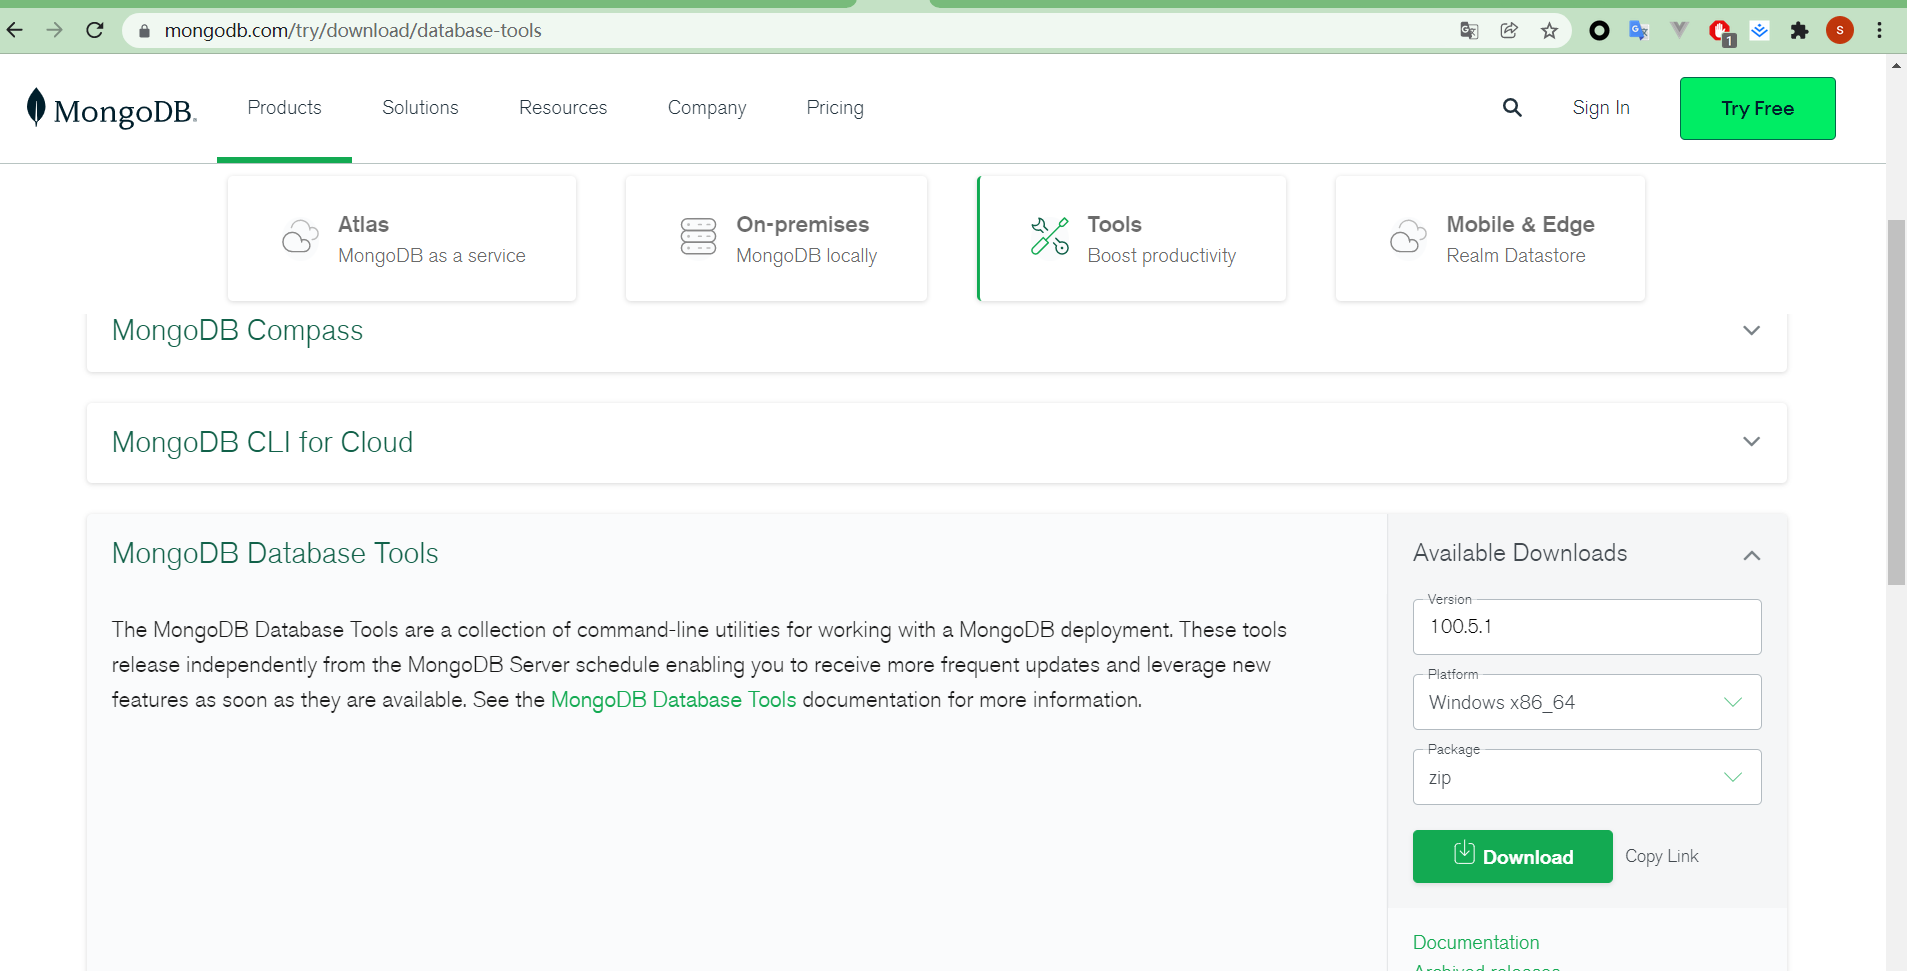 mongodb.com/try/download/database-tools
1
S
MongoDB.
Products
Solutions
Resources
Company
Pricing
Sign In
Try Free
Atlas
MongoDB as a service
On-premises
MongoDB locally
Tools
Boost productivity
Mobile & Edge
Realm Datastore
MongoDB Compass
MongoDB CLI for Cloud
MongoDB Database Tools
The MongoDB Database Tools are a collection of command-line utilities for working with a MongoDB deployment. These tools
release independently from the MongoDB Server schedule enabling you to receive more frequent updates and leverage new
features as soon as they are available. See the MongoDB Database Tools documentation for more information.
Available Downloads
Version
100.5.1
Platform
Windows x86_64
Package
zip
Download
Copy Link
Documentation
Archived releases